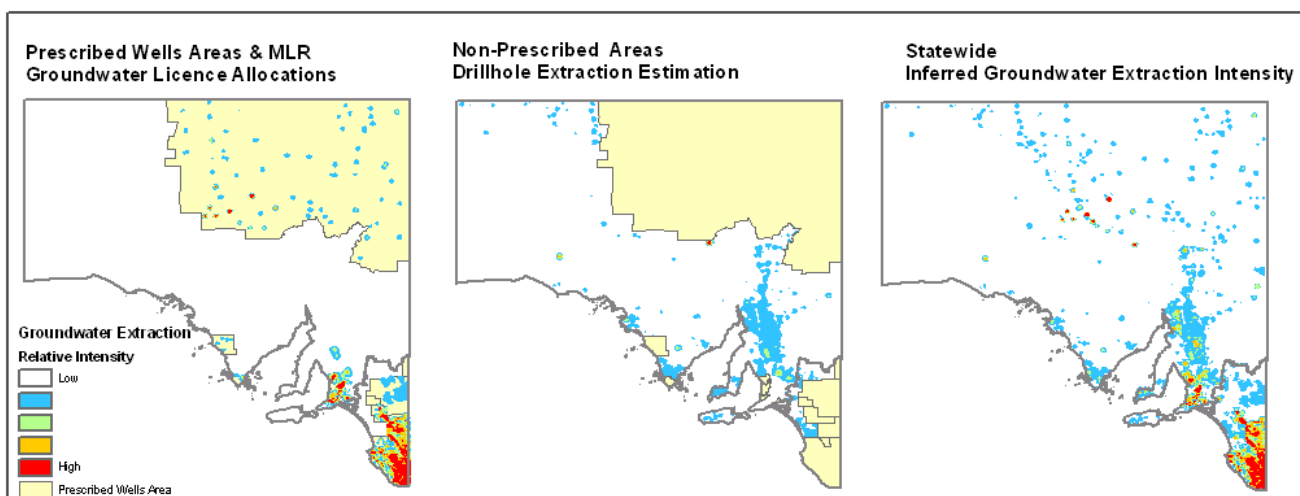 Prescribed Wells Areas & MLR
Groundwater Licence Allocations
Non-Prescribed Areas
Drillhole Extraction Estimation
Statewide
Inferred Groundwater Extraction Intensity
Groundwater Extraction
Relative Intensity
Low
High
Prescribed Wells Area